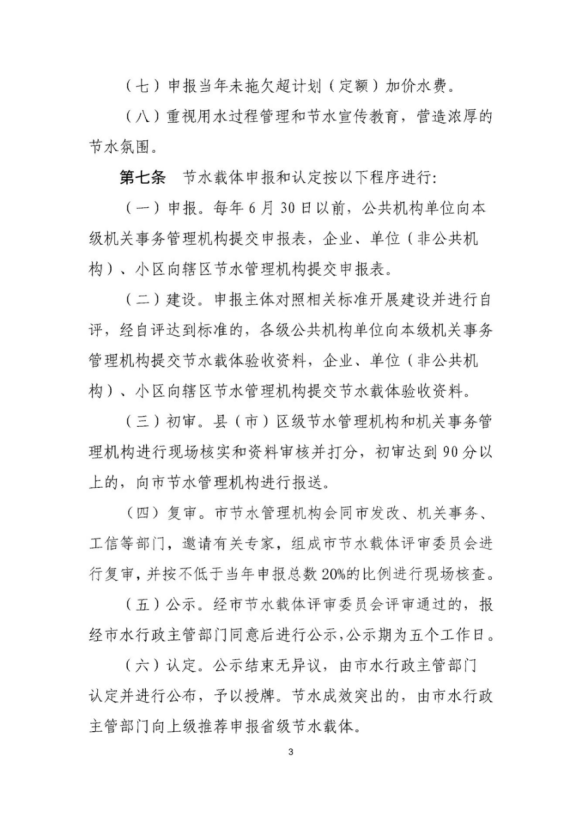 （七）申报当年未拖欠超计划（定额）加价水费。
（八）重视用水过程管理和节水宣传教育，营造浓厚的
节水氛围。
第七条　节水载体申报和认定按以下程序进行：
（一）申报。每年 6 月 30 日以前，公共机构单位向本
级机关事务管理机构提交申报表，企业、单位（非公共机
构）、小区向辖区节水管理机构提交申报表。
（二）建设。申报主体对照相关标准开展建设并进行自
评，经自评达到标准的，各级公共机构单位向本级机关事务
管理机构提交节水载体验收资料，企业、单位（非公共机
构）、小区向辖区节水管理机构提交节水载体验收资料。
（三）初审。县（市）区级节水管理机构和机关事务管
理机构进行现场核实和资料审核并打分，初审达到 90 分以
上的，向市节水管理机构进行报送。
（四）复审。市节水管理机构会同市发改、机关事务、
工信等部门，邀请有关专家，组成市节水载体评审委员会进
行复审，并按不低于当年申报总数 20%的比例进行现场核查。
（五）公示。经市节水载体评审委员会评审通过的，报
经市水行政主管部门同意后进行公示，公示期为五个工作日。
（六）认定。公示结束无异议，由市水行政主管部门
认定并进行公布，予以授牌。节水成效突出的，由市水行政
主管部门向上级推荐申报省级节水载体。
3